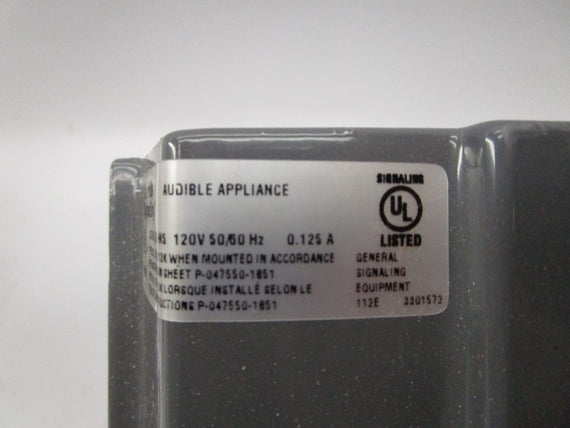 AUDIBLE APPLIANCE
120V 50/60 Hz 0.125 A
WHEN MOUNTED IN ACCORDANCE
SHEET P-047550-1851
LORSQUE INSTALLÉ SELON LE
P-047550-1851
SIGNALING
UL
LISTED
GENERAL
SIGNALING
EQUIPMENT
112E 3301572